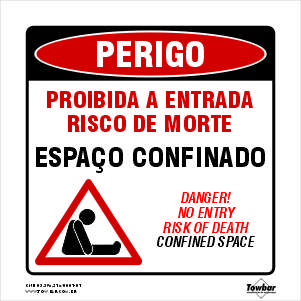 PERIGO
PROIBIDA A ENTRADA
RISCO DE MORTE
ESPAÇO CONFINADO
DANGER!
NO ENTRY
RISK OF DEATH
CONFINED SPACE
Towbar